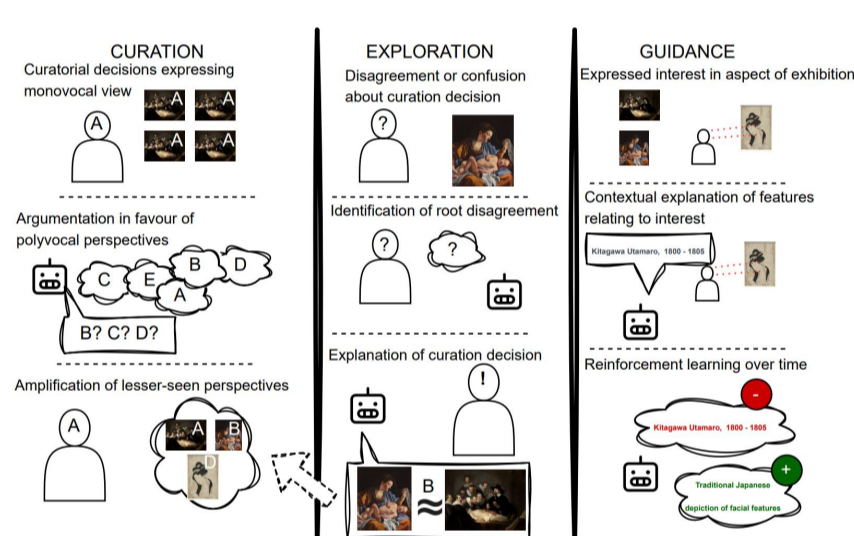 CURATION
Curatorial decisions expressing
monovocal view
A
A
A
A
A
Argumentation in favour of
polyvocal perspectives
C
E
B
D
A
B? C? D?
Amplification of lesser-seen perspectives
A
A
B
D
EXPLORATION
Disagreement or confusion
about curation decision
?
Identification of root disagreement
?
?
Explanation of curation decision
!
B
≈
GUIDANCE
Expressed interest in aspect of exhibition
Contextual explanation of features
relating to interest
Kitagawa Utamaro, 1800 - 1805
Reinforcement learning over time
-
Kitagawa Utamaro, 1800 - 1805
+
Traditional Japanese
depiction of facial features